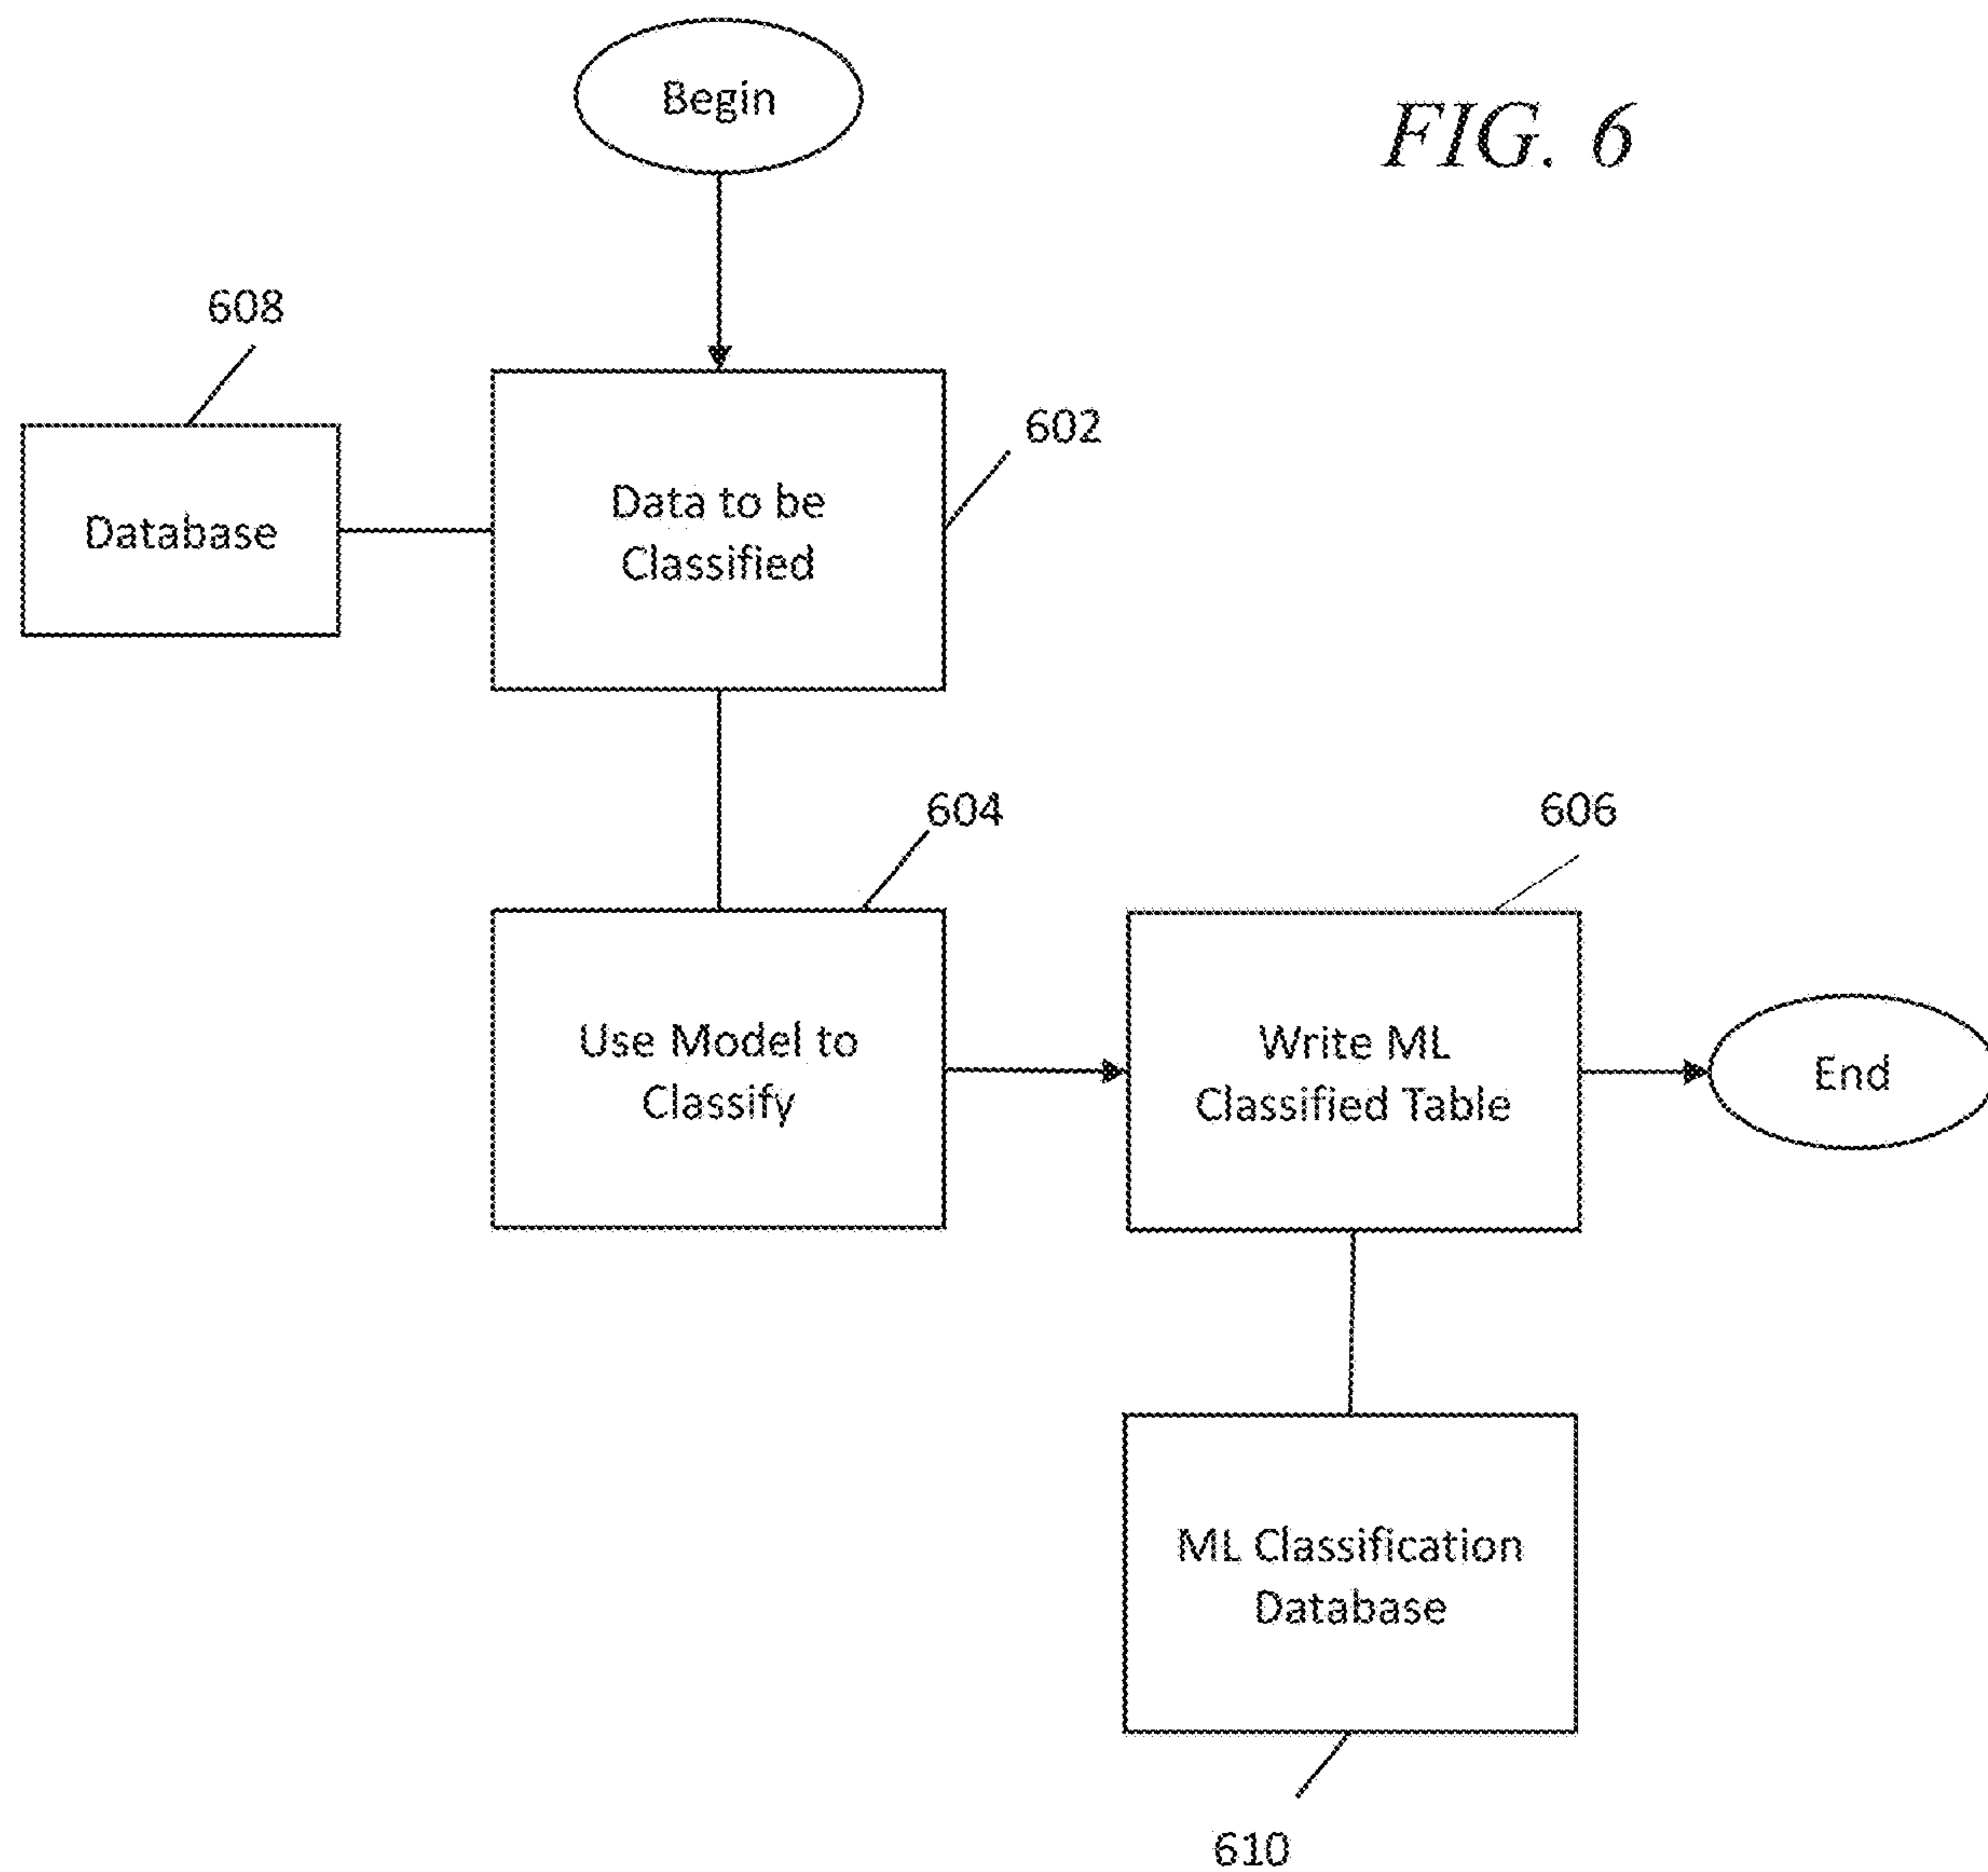 Begin
FIG. 6
608
602
Database
Data to be
Classified
604
606
Use Model to
Classify
Write ML
Classified Table
End
ML Classification
Database
610